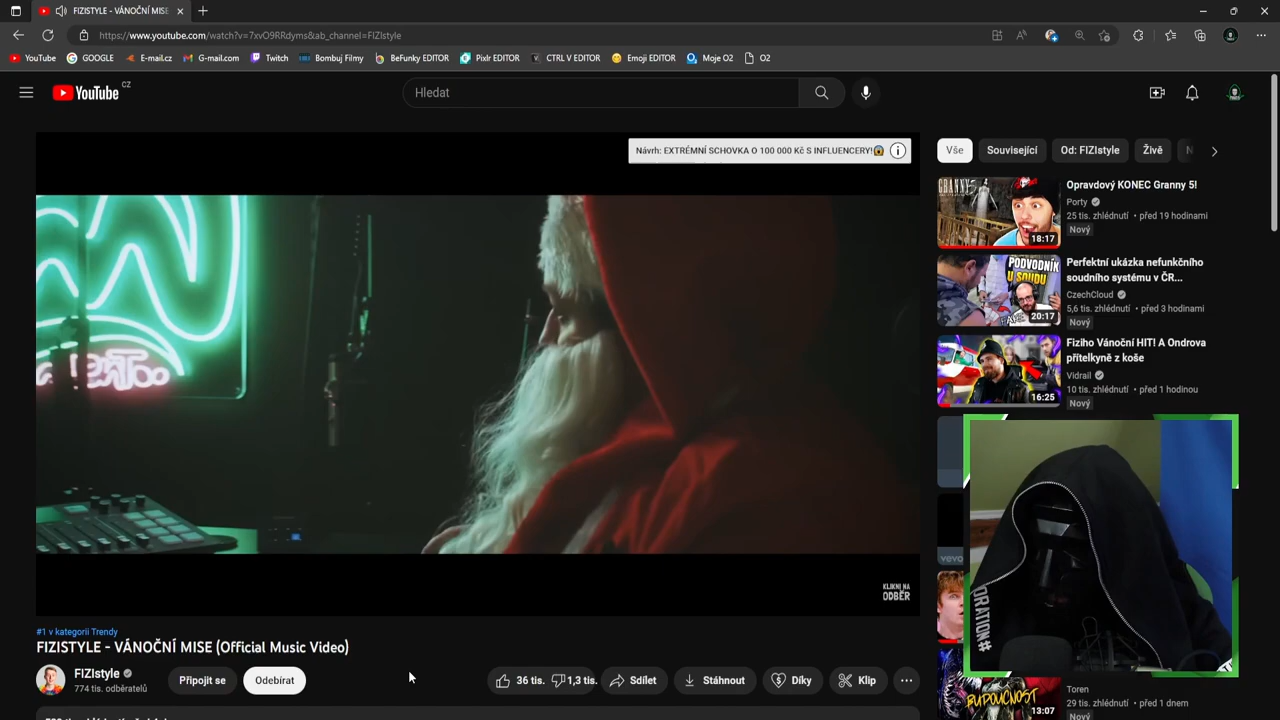 FIZISTYLE - VÁNOČNÍ MISE
https://www.youtube.com/watch?v=7xvO9RRdyms&ab_channel=FIZIstyle
YouTube
GOOGLE
E-mail.cz
G-mail.com
Twitch
Bombuj Filmy
BeFunky EDITOR
Pixlr EDITOR
CTRL V EDITOR
Emoji EDITOR
Moje O2
O2
YouTube CZ
Hledat
Návrh: EXTRÉMNÍ SCHOVKA O 100 000 Kč S INFLUENCERY!😱
KLIKNI NA
ODBĚR
#1 v kategorii Trendy
FIZISTYLE - VÁNOČNÍ MISE (Official Music Video)
FIZIstyle
774 tis. odběratelů
Připojit se
Odebírat
36 tis.
1,3 tis.
Sdílet
Stáhnout
Díky
Klip
Vše
Související
Od: FIZIstyle
Živě
GRANNY
18:17
Opravdový KONEC Granny 5!
Porty
25 tis. zhlédnutí • před 19 hodinami
Nový
PODVODNÍK
U SOUDU
20:17
Perfektní ukázka nefunkčního
soudního systému v ČR...
CzechCloud
5,6 tis. zhlédnutí • před 3 hodinami
Nový
16:25
Fiziho Vánoční HIT! A Ondrova
přítelkyně z koše
Vidrail
10 tis. zhlédnutí • před 1 hodinou
Nový
vevo
ORATION#
BUDOUCNOST
13:07
Toren
29 tis. zhlédnutí • před 1 dnem
Nový